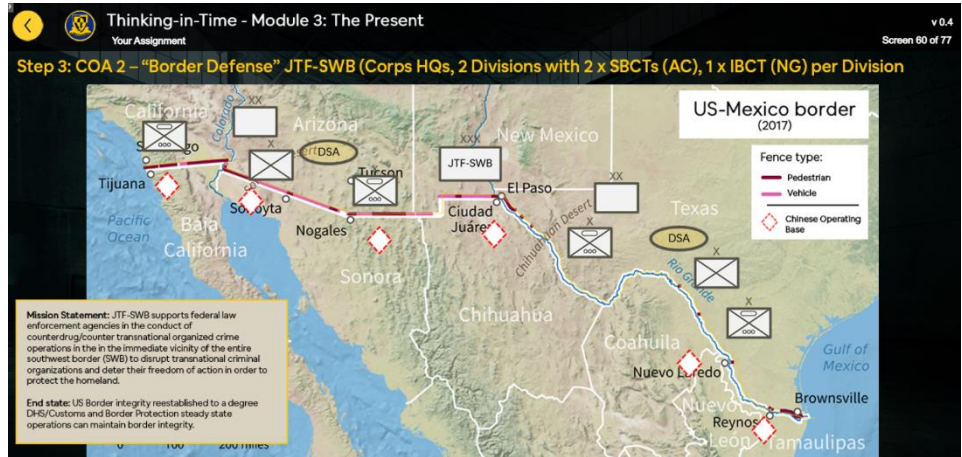 Thinking-in-Time - Module 3: The Present
Your Assignment
v 0.4
Screen 60 of 77
Step 3: COA 2 – “Border Defense” JTF-SWB (Corps HQs, 2 Divisions with 2 x SBCTs (AC), 1 x IBCT (NG) per Division
US-Mexico border
(2017)
Fence type:
Pedestrian
Vehicle
Chinese Operating
Base
California
Colorado
Arizona
New Mexico
Texas
X
XX
X
DSA
X
XXX
JTF-SWB
XX
X
DSA
X
X
Tijuana
Tucson
El Paso
Nogales
Ciudad
Juárez
Pacific
Ocean
Baja
California
Sonora
Chihuahua
Chihuahuan Desert
Rio Grande
Coahuila
Nuevo Laredo
Gulf of
Mexico
Brownsville
Nuevo
León
Tamaulipas
Mission Statement: JTF-SWB supports federal law
enforcement agencies in the conduct of
counterdrug/counter transnational organized crime
operations in the in the immediate vicinity of the entire
southwest border (SWB) to disrupt transnational criminal
organizations and deter their freedom of action in order to
protect the homeland.
End state: US Border integrity reestablished to a degree
DHS/Customs and Border Protection steady state
operations can maintain border integrity.
0 100 200 miles